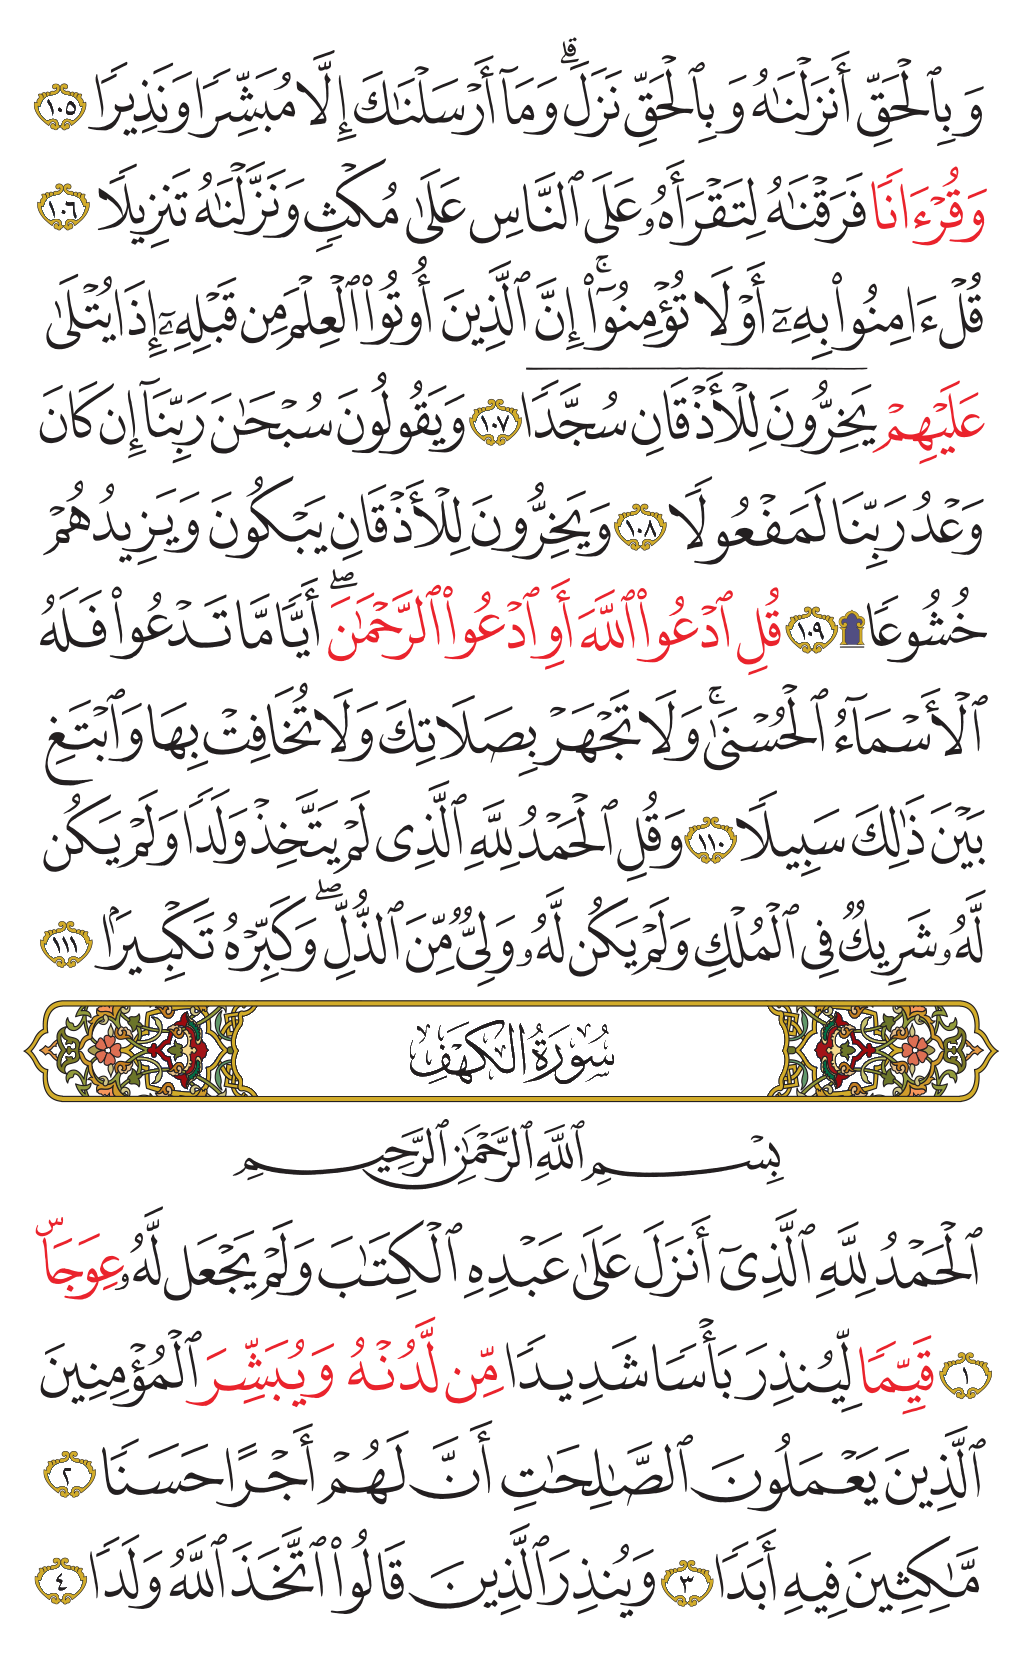 وَبِٱلۡحَقِّ أَنزَلۡنَٰهُ وَبِٱلۡحَقِّ نَزَلَۗ وَمَآ أَرۡسَلۡنَٰكَ إِلَّا مُبَشِّرٗا وَنَذِيرٗا ١٠٥
وَقُرۡءَانٗا فَرَقۡنَٰهُ لِتَقۡرَأَهُۥ عَلَى ٱلنَّاسِ عَلَىٰ مُكۡثٖ وَنَزَّلۡنَٰهُ تَنزِيلٗا ١٠٦
قُلۡ ءَامِنُواْ بِهِۦٓ أَوۡ لَا تُؤۡمِنُوٓاْۚ إِنَّ ٱلَّذِينَ أُوتُواْ ٱلۡعِلۡمَ مِن قَبۡلِهِۦٓ إِذَا يُتۡلَىٰ
عَلَيۡهِمۡ يَخِرُّونَ لِلۡأَذۡقَانِ سُجَّدٗا ١٠٧ وَيَقُولُونَ سُبۡحَٰنَ رَبِّنَآ إِن كَانَ
وَعۡدُ رَبِّنَا لَمَفۡعُولٗا ١٠٨ وَيَخِرُّونَ لِلۡأَذۡقَانِ يَبۡكُونَ وَيَزِيدُهُمۡ
خُشُوعٗا ۩ ١٠٩ قُلِ ٱدۡعُواْ ٱللَّهَ أَوِ ٱدۡعُواْ ٱلرَّحۡمَٰنَۖ أَيّٗا مَّا تَدۡعُواْ فَلَهُ
ٱلۡأَسۡمَآءُ ٱلۡحُسۡنَىٰۚ وَلَا تَجۡهَرۡ بِصَلَاتِكَ وَلَا تُخَافِتۡ بِهَا وَٱبۡتَغِ
بَيۡنَ ذَٰلِكَ سَبِيلٗا ١١٠ وَقُلِ ٱلۡحَمۡدُ لِلَّهِ ٱلَّذِي لَمۡ يَتَّخِذۡ وَلَدٗا وَلَمۡ يَكُن
لَّهُۥ شَرِيكٞ فِي ٱلۡمُلۡكِ وَلَمۡ يَكُن لَّهُۥ وَلِيّٞ مِّنَ ٱلذُّلِّۖ وَكَبِّرۡهُ تَكۡبِيرَۢا ١١١
سُورَةُ الكَهۡفِ
بِسۡمِ ٱللَّهِ ٱلرَّحۡمَٰنِ ٱلرَّحِيمِ
ٱلۡحَمۡدُ لِلَّهِ ٱلَّذِيٓ أَنزَلَ عَلَىٰ عَبۡدِهِ ٱلۡكِتَٰبَ وَلَمۡ يَجۡعَل لَّهُۥ عِوَجَاۜ
١ قَيِّمٗا لِّيُنذِرَ بَأۡسٗا شَدِيدٗا مِّن لَّدُنۡهُ وَيُبَشِّرَ ٱلۡمُؤۡمِنِينَ
ٱلَّذِينَ يَعۡمَلُونَ ٱلصَّٰلِحَٰتِ أَنَّ لَهُمۡ أَجۡرًا حَسَنٗا ٢
مَّٰكِثِينَ فِيهِ أَبَدٗا ٣ وَيُنذِرَ ٱلَّذِينَ قَالُواْ ٱتَّخَذَ ٱللَّهُ وَلَدٗا ٤